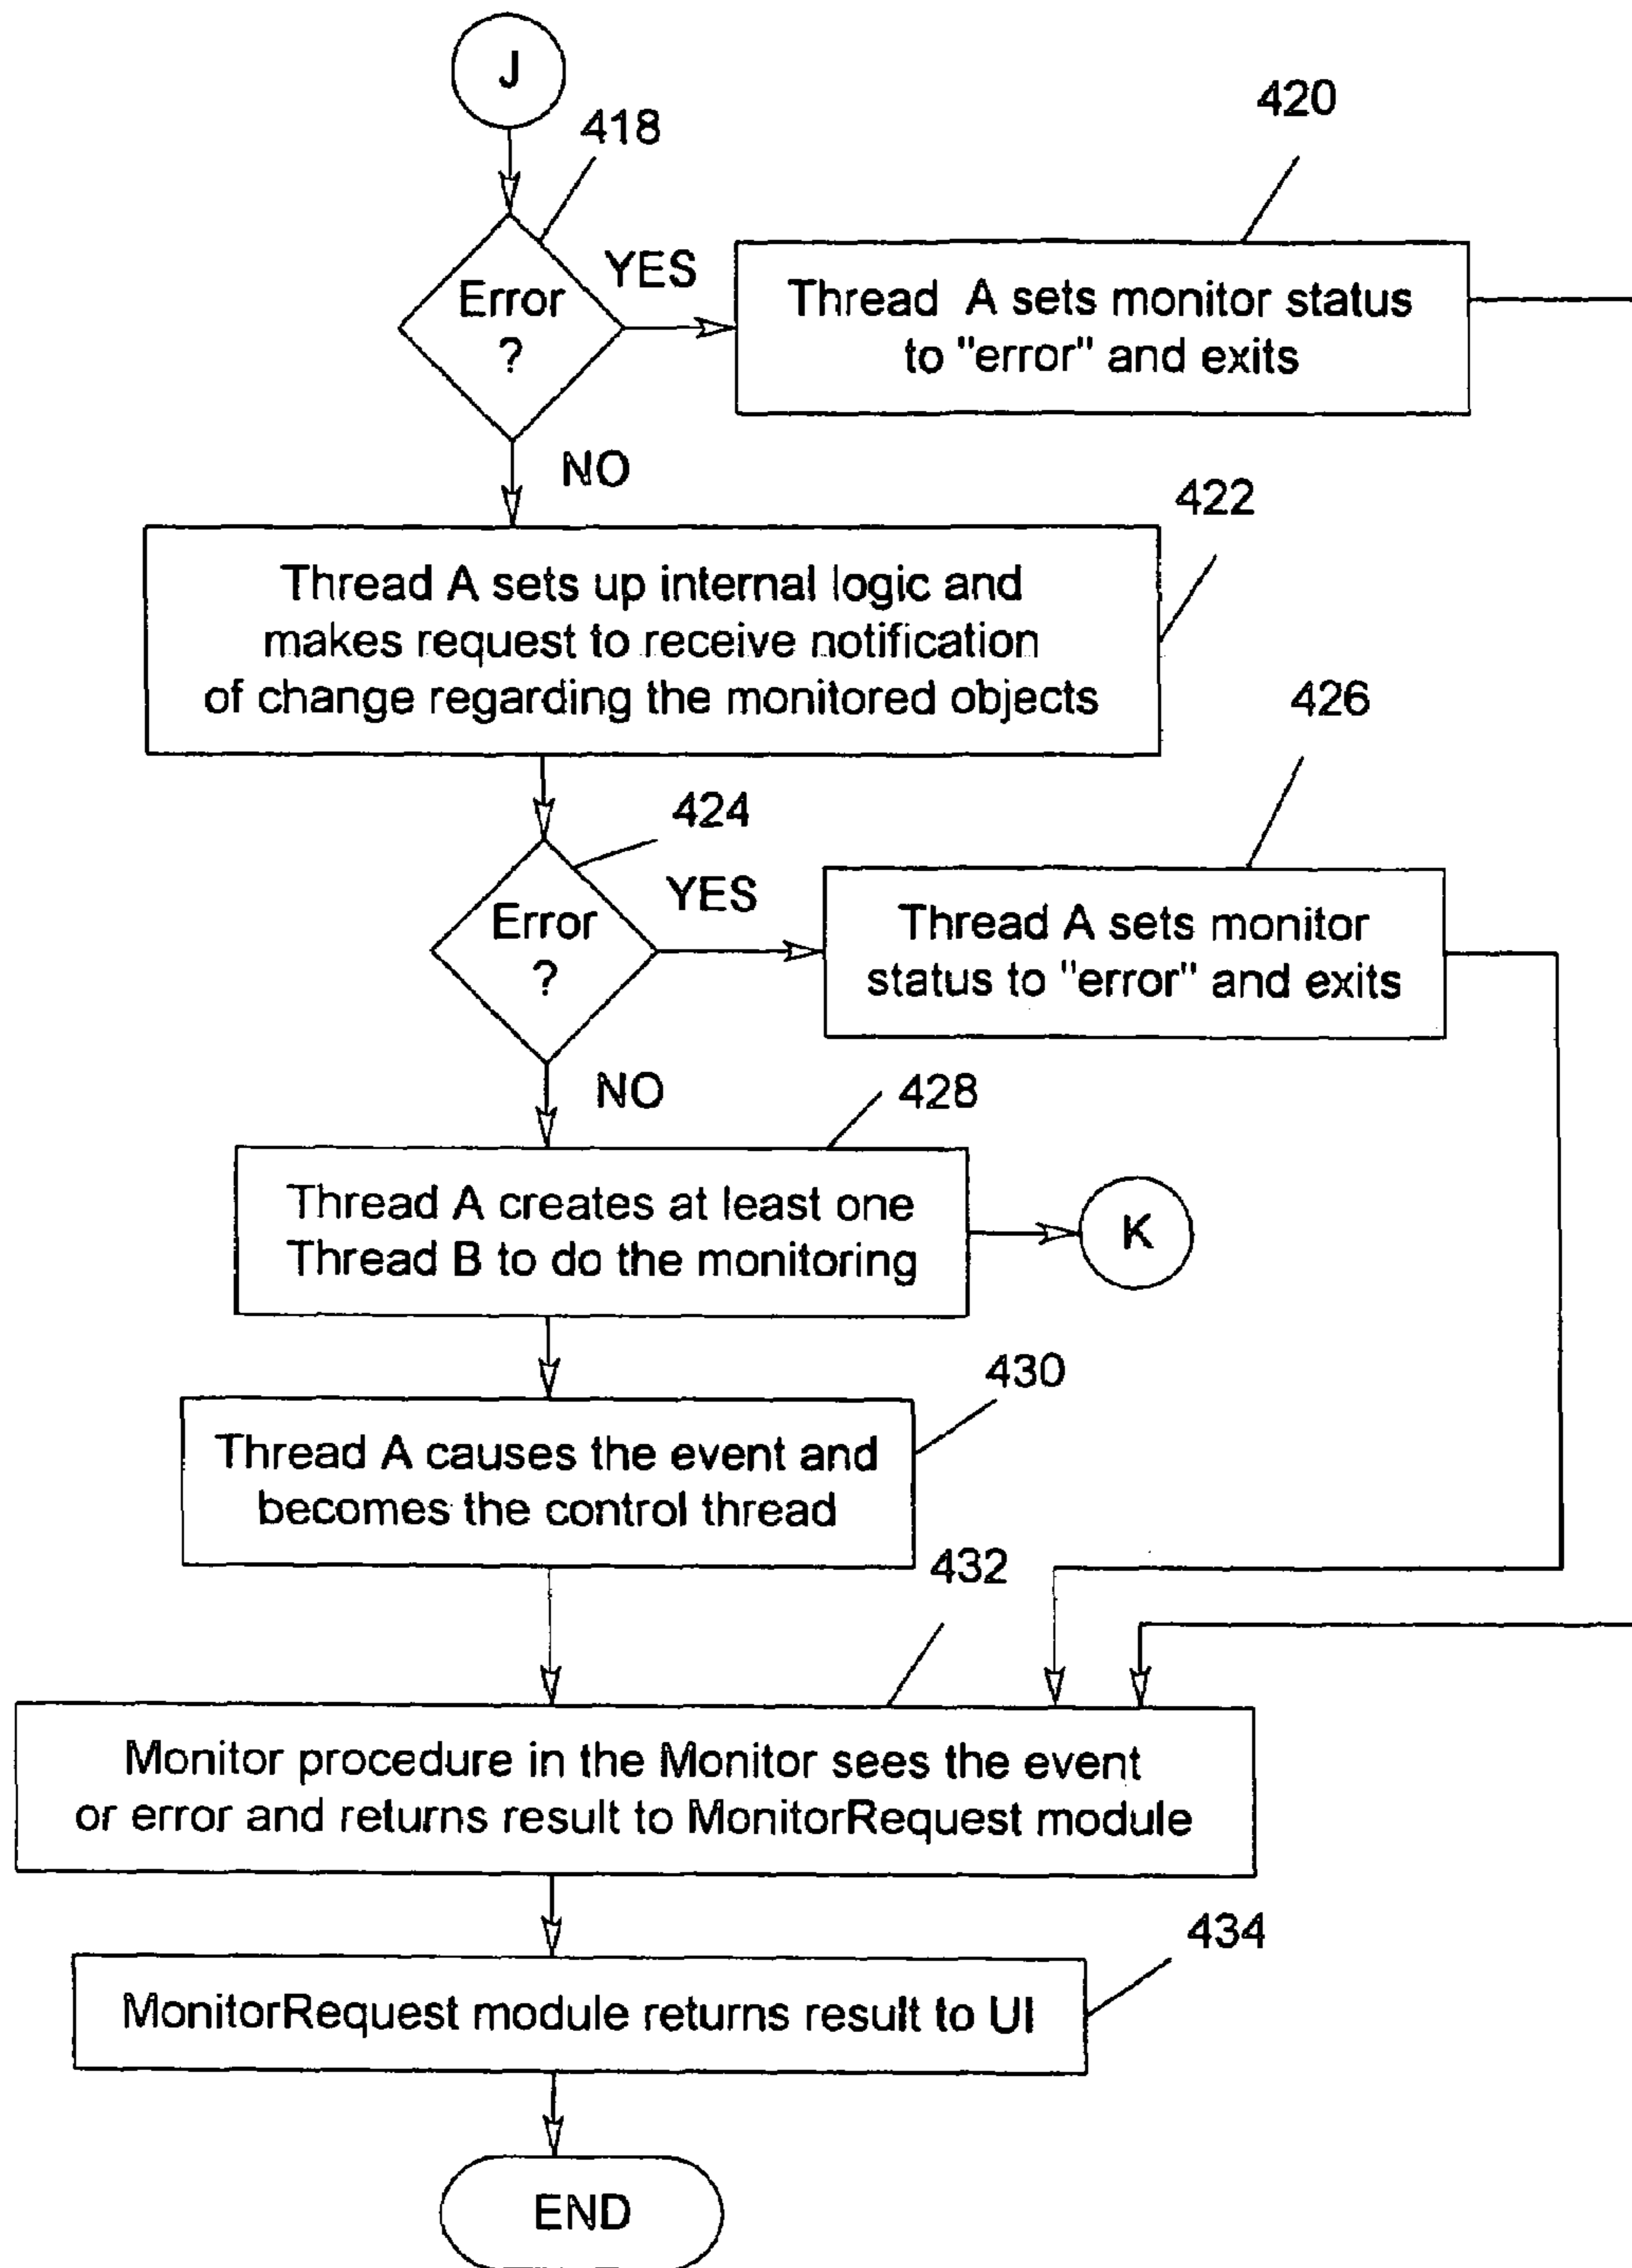 J
418
420
Error
?
YES
Thread A sets monitor status
to "error" and exits
NO
422
Thread A sets up internal logic and
makes request to receive notification
of change regarding the monitored objects
424
426
Error
?
YES
Thread A sets monitor
status to "error" and exits
NO
428
Thread A creates at least one
Thread B to do the monitoring
K
430
Thread A causes the event and
becomes the control thread
432
Monitor procedure in the Monitor sees the event
or error and returns result to MonitorRequest module
434
MonitorRequest module returns result to UI
END